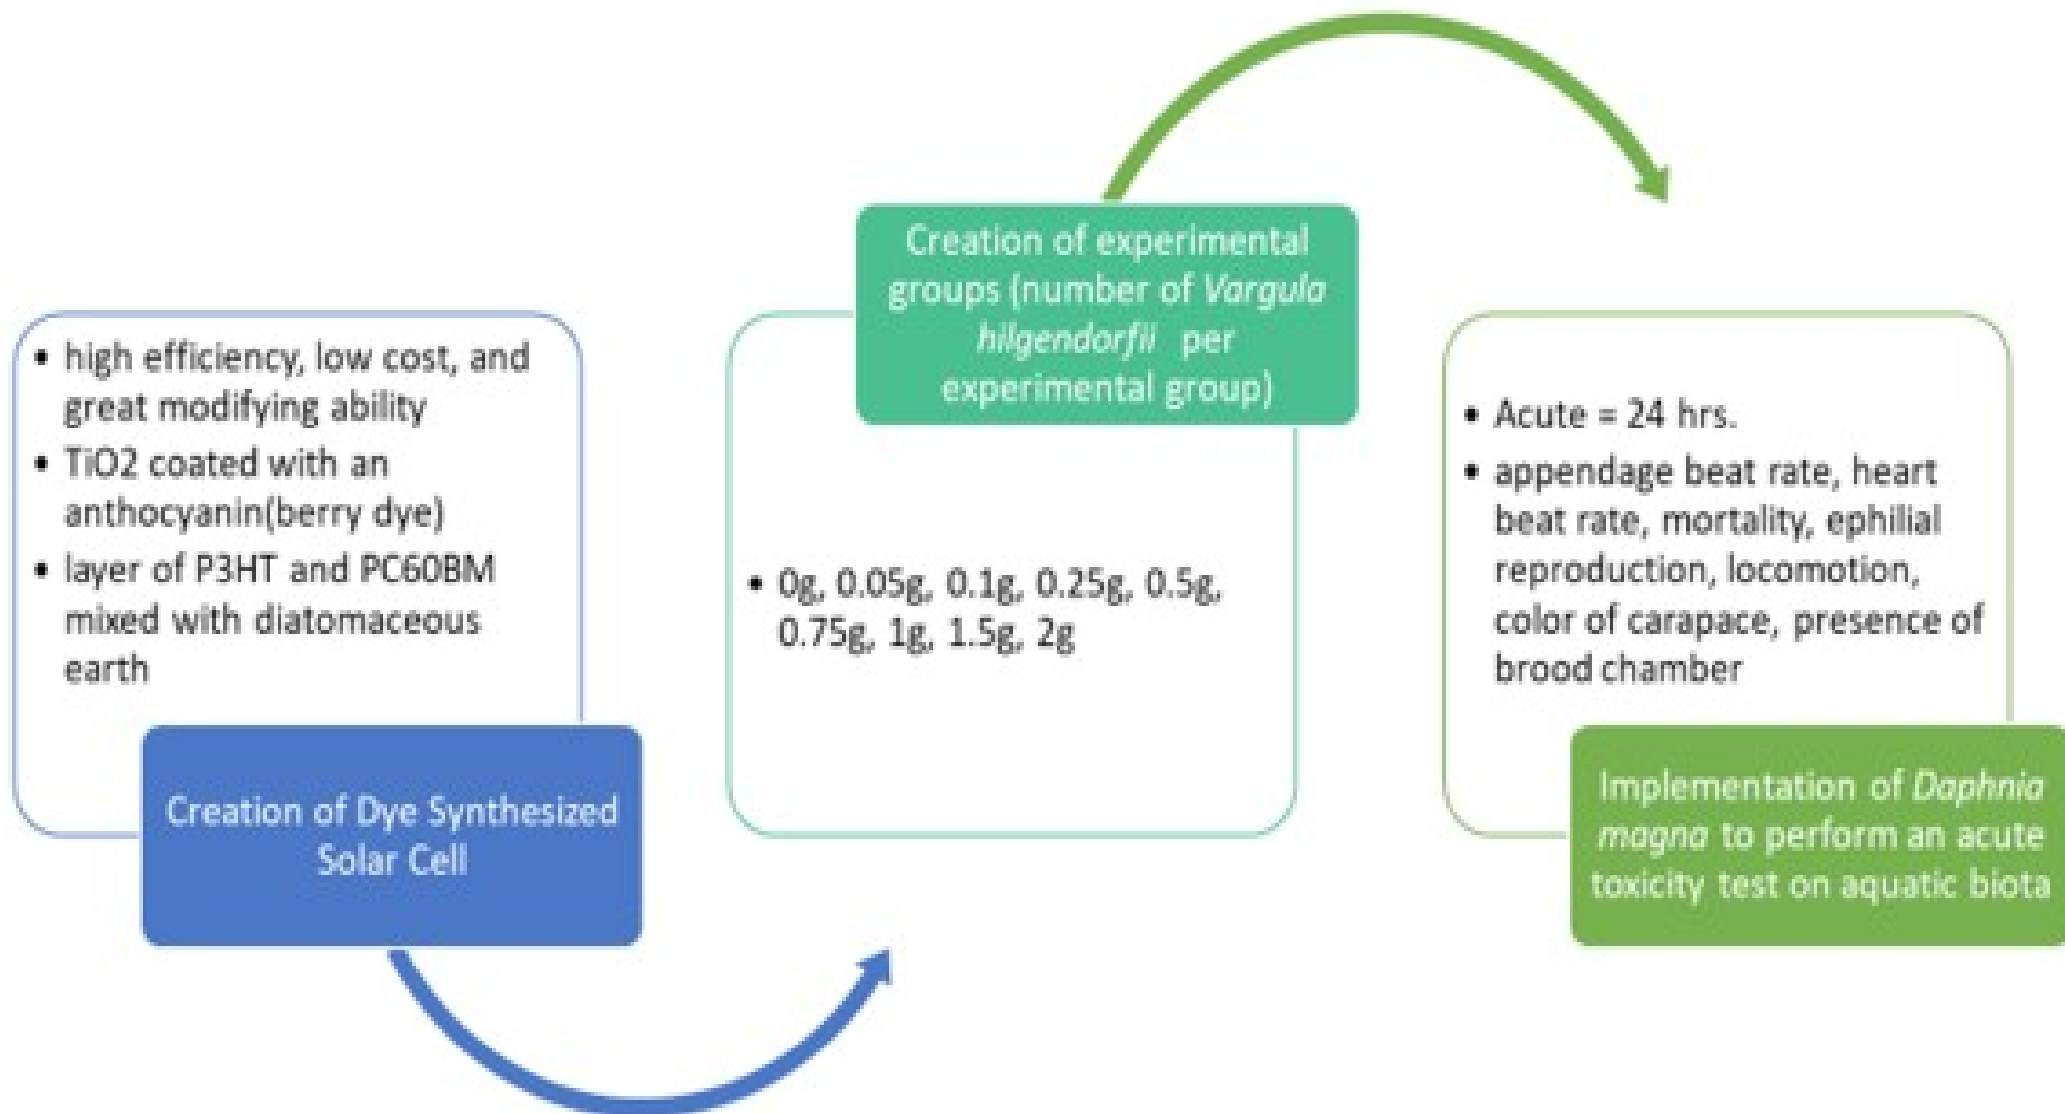 • high efficiency, low cost, and
great modifying ability
• TiO2 coated with an
anthocyanin(berry dye)
• layer of P3HT and PC60BM
mixed with diatomaceous
earth
Creation of Dye Synthesized
Solar Cell
Creation of experimental
groups (number of Vargula
hilgendorfii per
experimental group)
• 0g, 0.05g, 0.1g, 0.25g, 0.5g,
0.75g, 1g, 1.5g, 2g
• Acute = 24 hrs.
• appendage beat rate, heart
beat rate, mortality, ephilial
reproduction, locomotion,
color of carapace, presence of
brood chamber
Implementation of Daphnia
magna to perform an acute
toxicity test on aquatic biota